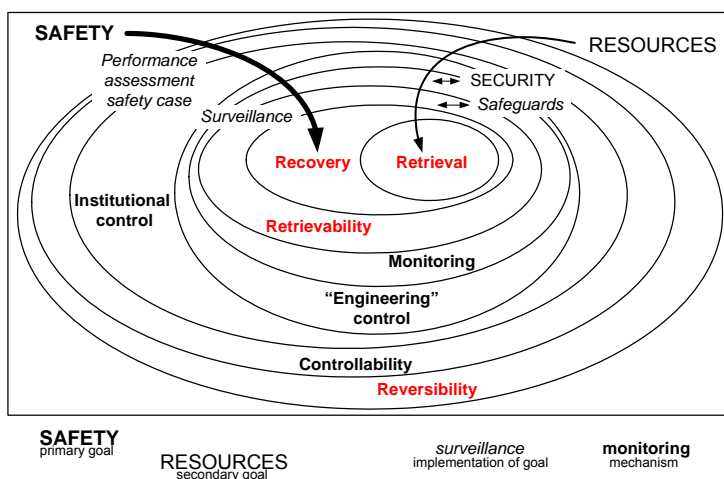 SAFETY
RESOURCES
Performance
assessment
safety case
SECURITY
Surveillance
Safeguards
Recovery
Retrieval
Institutional
control
Retrievability
Monitoring
“Engineering”
control
Controllability
Reversibility
SAFETY
primary goal
RESOURCES
secondary goal
surveillance
implementation of goal
monitoring
mechanism